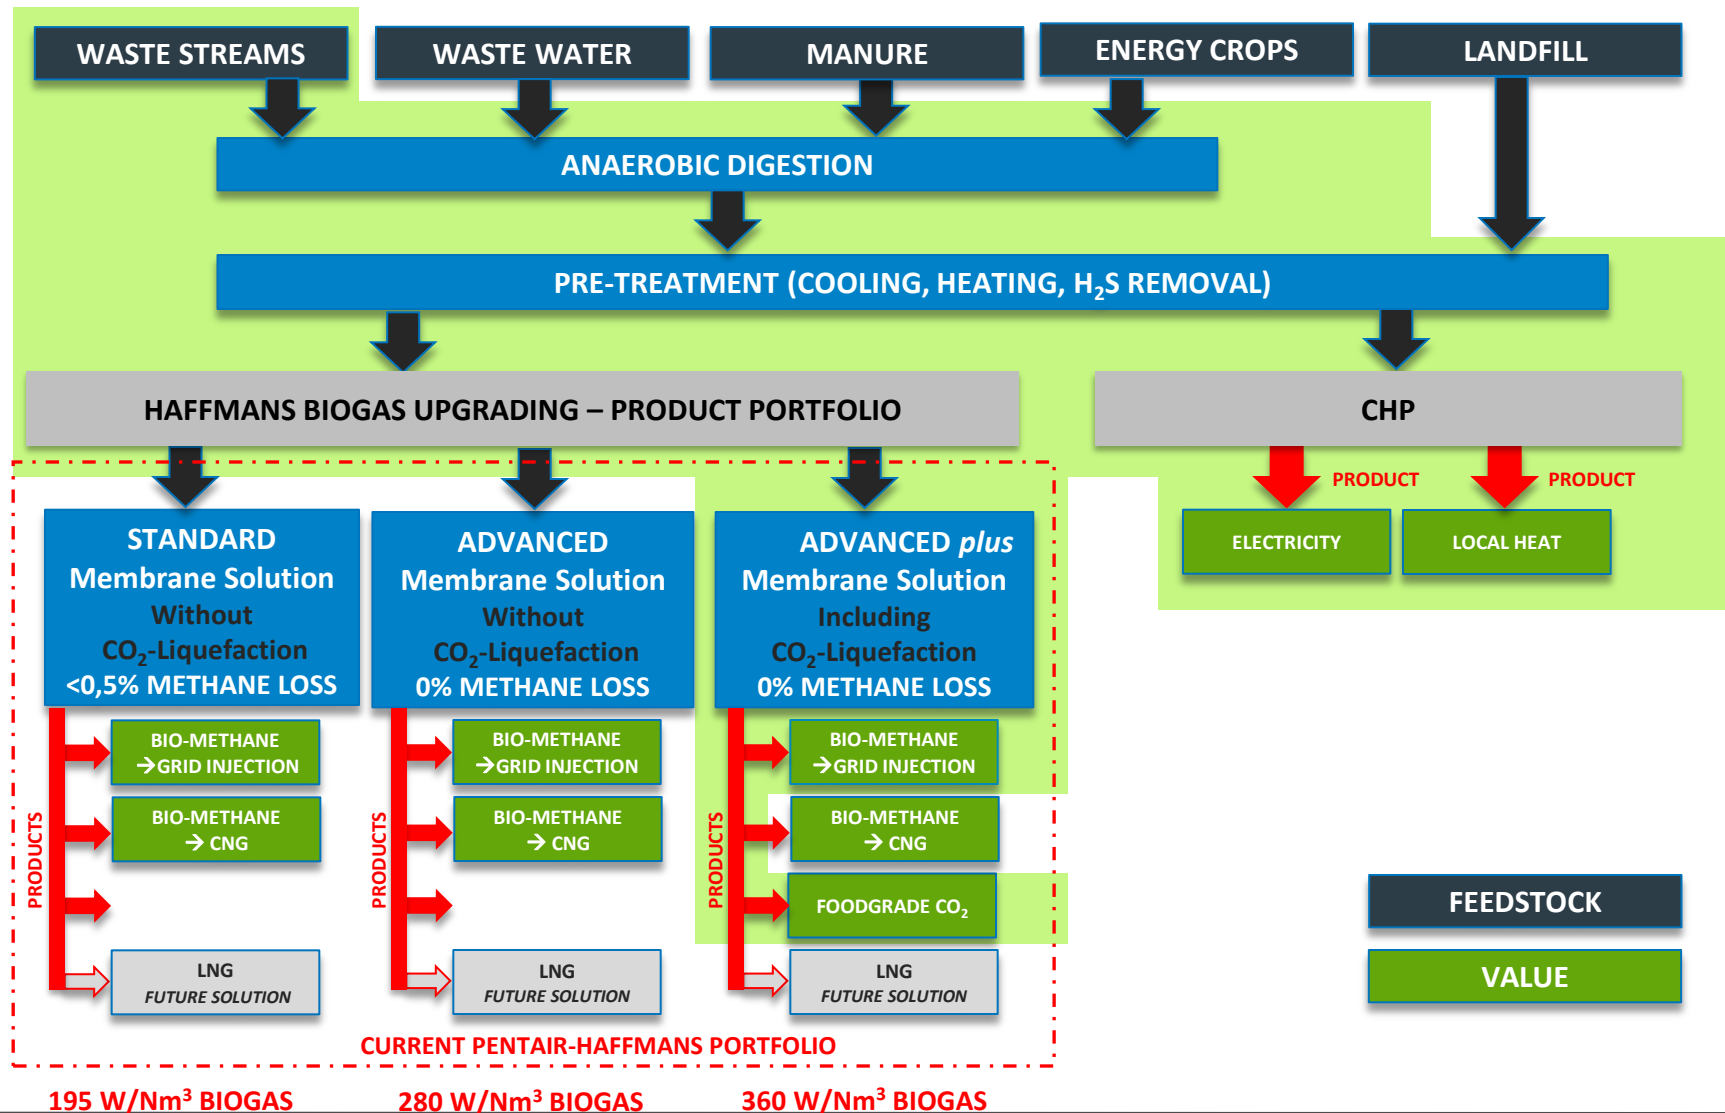 WASTE STREAMS
WASTE WATER
MANURE
ENERGY CROPS
LANDFILL
ANAEROBIC DIGESTION
PRE-TREATMENT (COOLING, HEATING, H₂S REMOVAL)
HAFFMANS BIOGAS UPGRADING – PRODUCT PORTFOLIO
CHP
PRODUCT
PRODUCT
ELECTRICITY
LOCAL HEAT
STANDARD
Membrane Solution
Without
CO₂-Liquefaction
<0,5% METHANE LOSS
ADVANCED
Membrane Solution
Without
CO₂-Liquefaction
0% METHANE LOSS
ADVANCED plus
Membrane Solution
Including
CO₂-Liquefaction
0% METHANE LOSS
PRODUCTS
BIO-METHANE
→GRID INJECTION
BIO-METHANE
→ CNG
LNG
FUTURE SOLUTION
PRODUCTS
BIO-METHANE
→GRID INJECTION
BIO-METHANE
→ CNG
LNG
FUTURE SOLUTION
PRODUCTS
BIO-METHANE
→GRID INJECTION
BIO-METHANE
→ CNG
FOODGRADE CO₂
LNG
FUTURE SOLUTION
FEEDSTOCK
VALUE
CURRENT PENTAIR-HAFFMANS PORTFOLIO
195 W/Nm³ BIOGAS
280 W/Nm³ BIOGAS
360 W/Nm³ BIOGAS